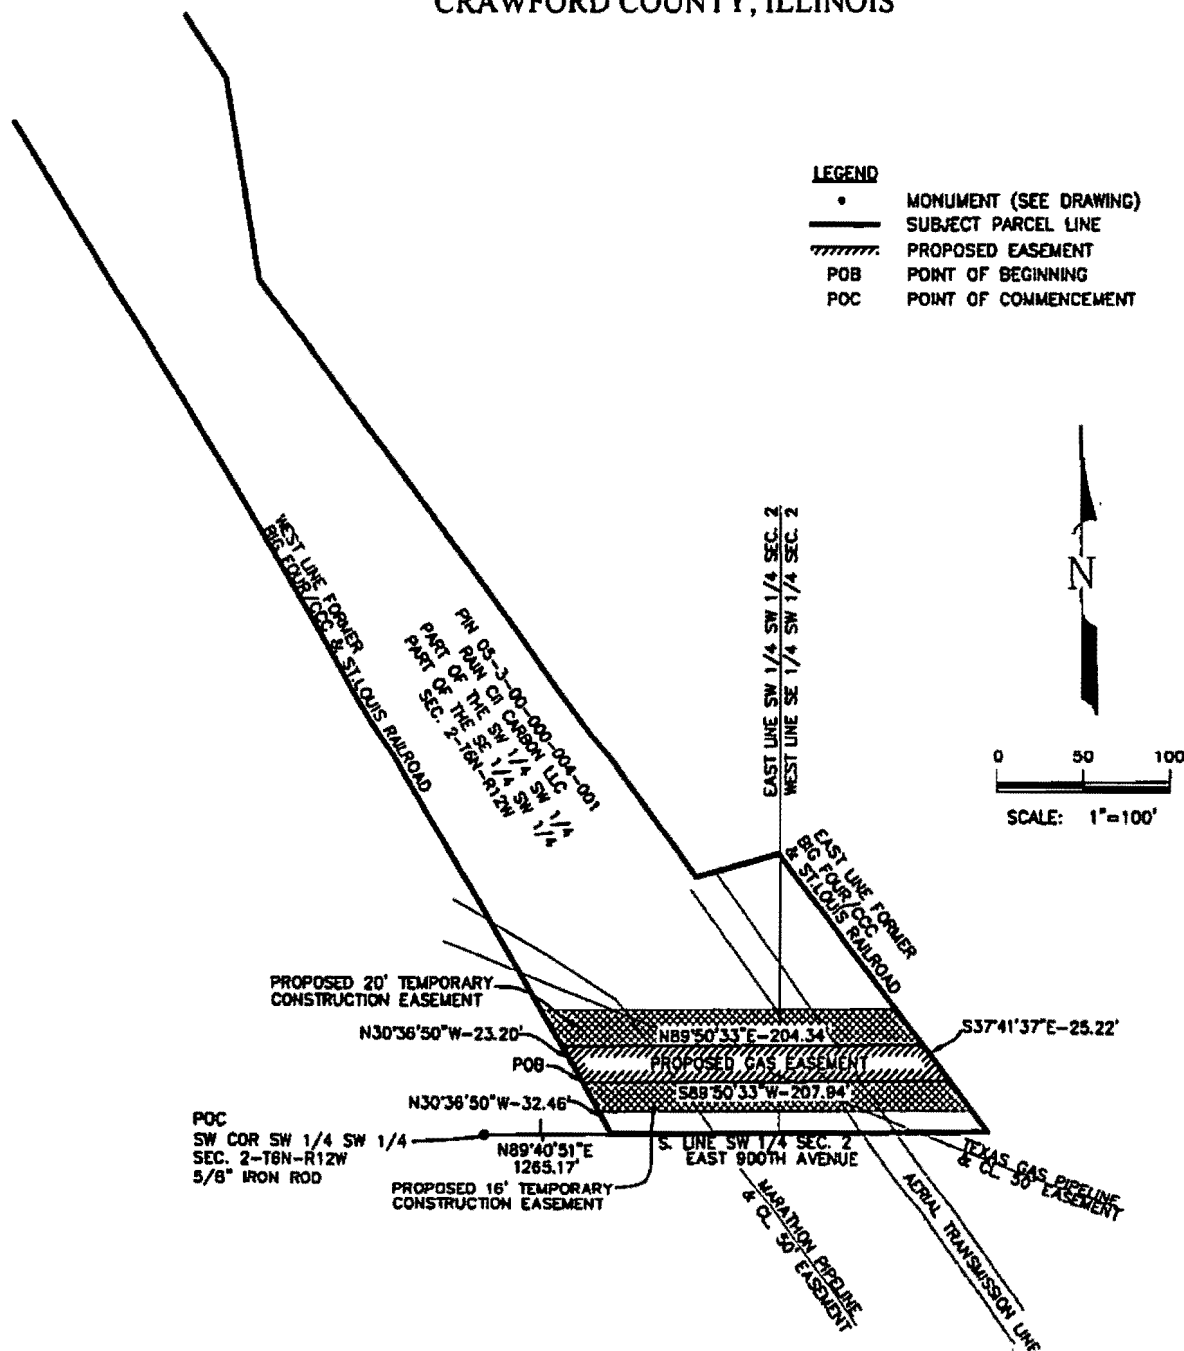 CRAWFORD COUNTY, ILLINOIS
LEGEND
MONUMENT (SEE DRAWING)
SUBJECT PARCEL LINE
PROPOSED EASEMENT
POB POINT OF BEGINNING
POC POINT OF COMMENCEMENT
N
0 50 100
SCALE: 1"=100'
EAST LINE SW 1/4 SW 1/4 SEC. 2
WEST LINE SE 1/4 SW 1/4 SEC. 2
WEST LINE FORMER
BIG FOUR/CCC & ST.LOUIS RAILROAD
PIN 05-3-00-000-004-001
RAIN CII CARBON LLC
PART OF THE SW 1/4 SW 1/4
PART OF THE SE 1/4 SW 1/4
SEC. 2-T6N-R12W
EAST LINE FORMER
BIG FOUR/CCC
& ST.LOUIS RAILROAD
PROPOSED 20' TEMPORARY
CONSTRUCTION EASEMENT
N30°36'50"W-23.20'
N89°50'33"E-204.34'
S37°41'37"E-25.22'
POB
PROPOSED GAS EASEMENT
S89°50'33"W-207.94'
N30°36'50"W-32.46'
POC
SW COR SW 1/4 SW 1/4
SEC. 2-T6N-R12W
5/8" IRON ROD
N89°40'51"E
1265.17'
S. LINE SW 1/4 SEC. 2
EAST 900TH AVENUE
PROPOSED 16' TEMPORARY
CONSTRUCTION EASEMENT
MARATHON PIPELINE
& CL. 50' EASEMENT
AERIAL TRANSMISSION LINE
TEXAS GAS PIPELINE
& CL. 50' EASEMENT